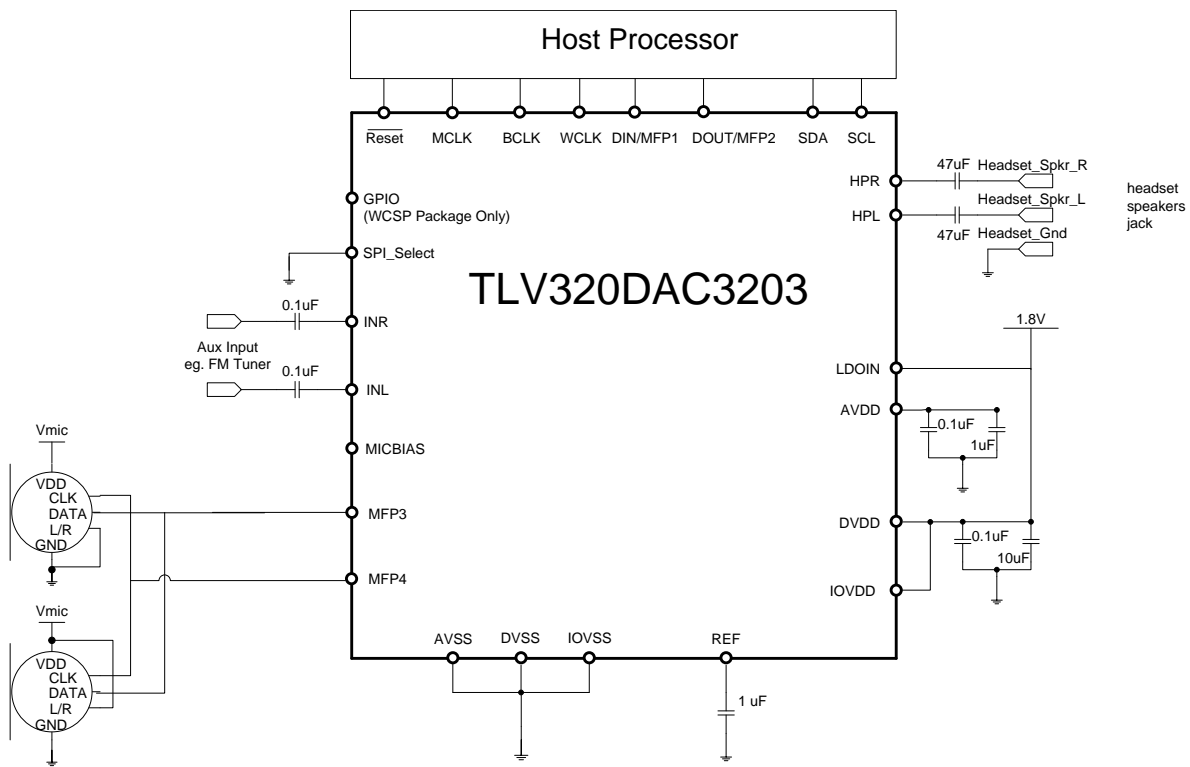 Host Processor
Reset MCLK BCLK WCLK DIN/MFP1 DOUT/MFP2 SDA SCL
HPR
47uF Headset_Spkr_R
HPL
47uF Headset_Spkr_L
Headset_Gnd
headset
speakers
jack
GPIO
(WCSP Package Only)
SPI_Select
TLV320DAC3203
0.1uF
INR
Aux Input
eg. FM Tuner
0.1uF
INL
1.8V
LDOIN
AVDD
0.1uF
1uF
MICBIAS
Vmic
VDD
CLK
DATA
L/R
GND
MFP3
MFP4
DVDD
0.1uF
10uF
IOVDD
Vmic
VDD
CLK
DATA
L/R
GND
AVSS DVSS IOVSS REF
1 uF